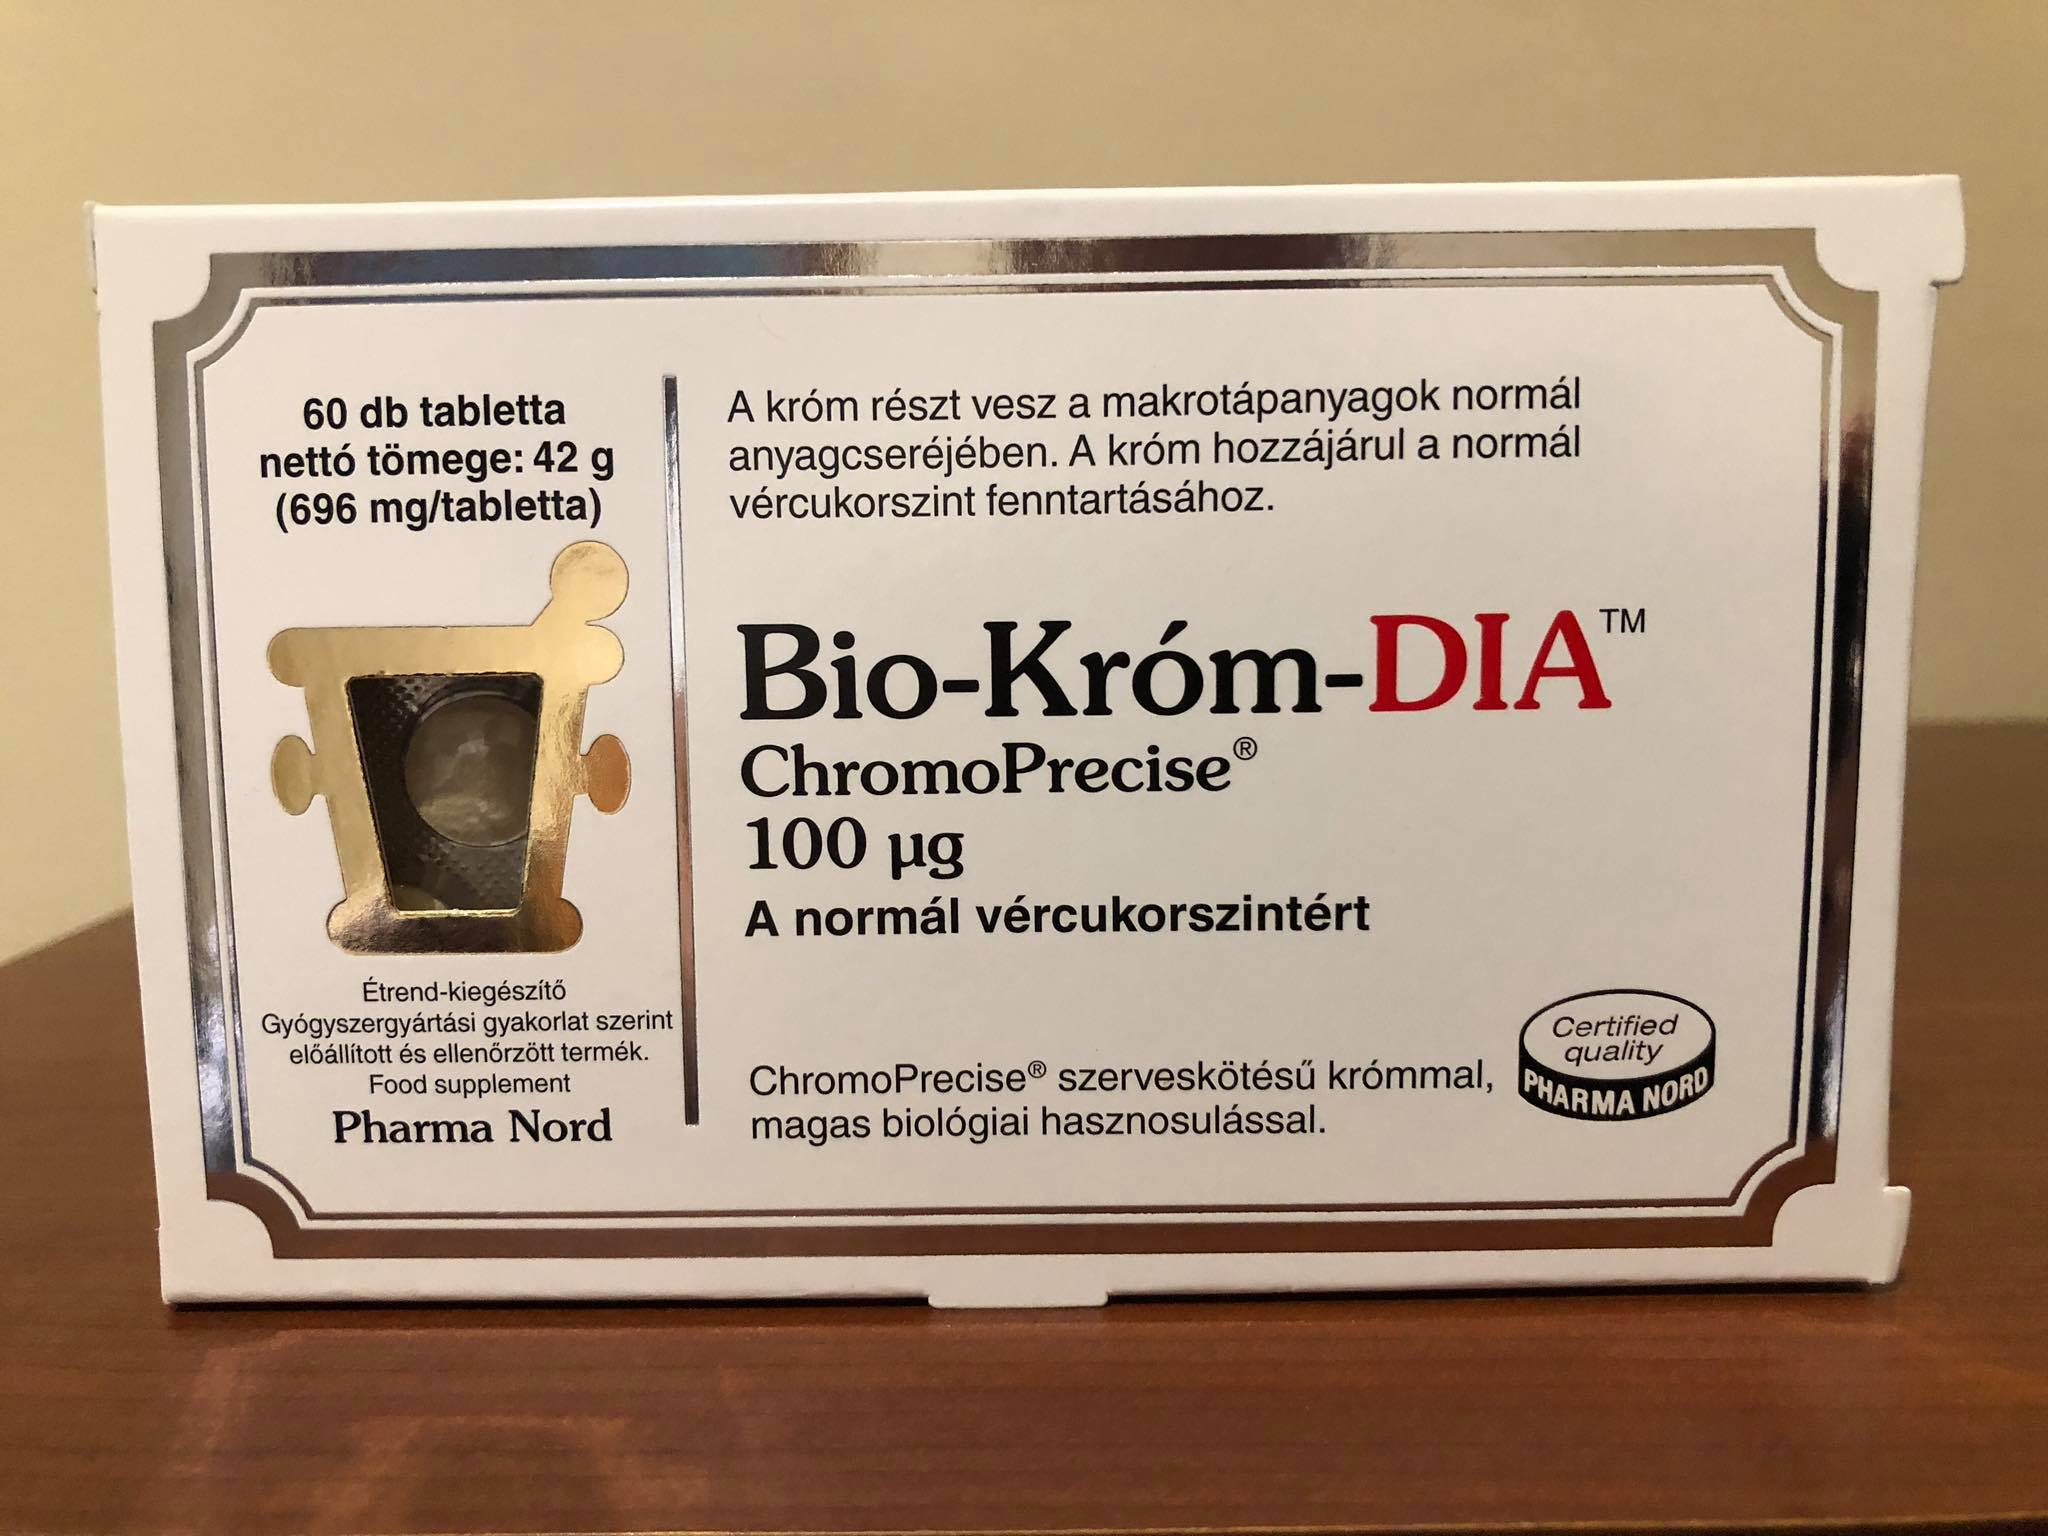 60 db tabletta
nettó tömege: 42 g
(696 mg/tabletta)
Étrend-kiegészítő
Gyógyszergyártási gyakorlat szerint
előállított és ellenőrzött termék.
Food supplement
Pharma Nord
A króm részt vesz a makrotápanyagok normál
anyagcseréjében. A króm hozzájárul a normál
vércukorszint fenntartásához.
Bio-Króm-DIA™
ChromoPrecise®
100 µg
A normál vércukorszintért
ChromoPrecise® szerveskötésű krómmal,
magas biológiai hasznosulással.
Certified
quality
PHARMA NORD